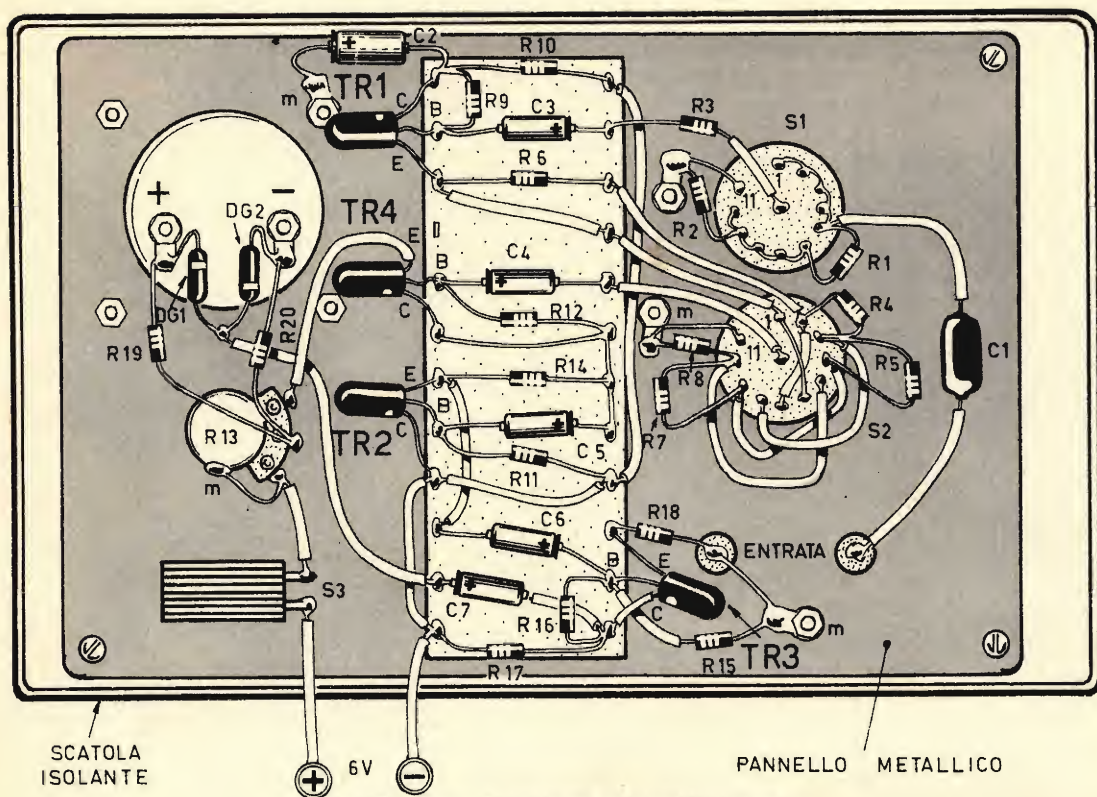 C2
R10
TR1
m
C
B
R9
C3
R3
S1
E
R6
1
11
R2
R1
+
-
DG2
DG1
TR4
E
B
C
C4
R12
m
1
11
R4
R5
R8
R7
S2
C1
R19
R20
R14
TR2
E
B
C
C5
R11
R13
m
C6
R18
ENTRATA
B
E
C
S3
C7
R16
R17
R15
TR3
m
SCATOLA
ISOLANTE
+
6V
-
PANNELLO METALLICO